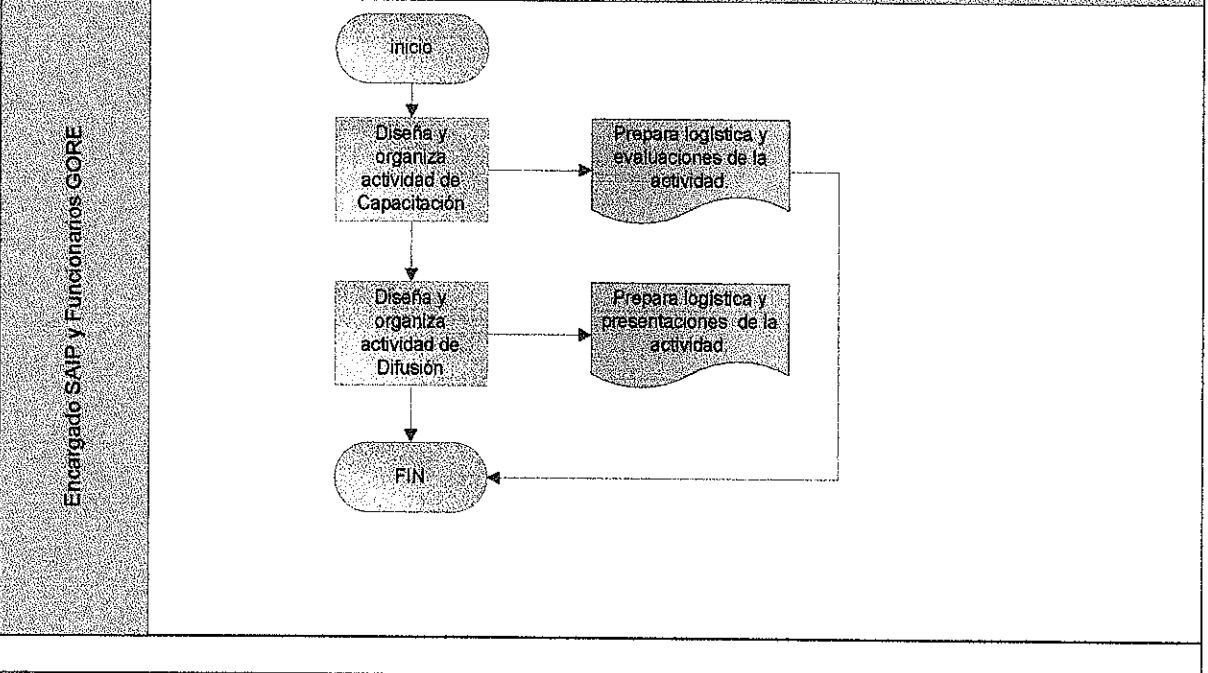 Encargado SAIP y Funcionarios GORE
Inicio
Diseña y
organiza
actividad de
Capacitación
Prepara logística y
evaluaciones de la
actividad.
Diseña y
organiza
actividad de
Difusión
Prepara logística y
presentaciones de la
actividad.
FIN